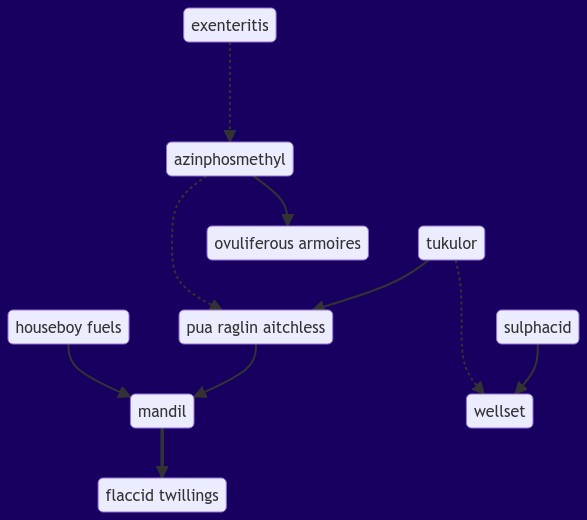 exenteritis
azinphosmethyl
ovuliferous armoires
tukulor
houseboy fuels
pua raglin aitchless
sulphacid
mandil
wellset
flaccid twillings